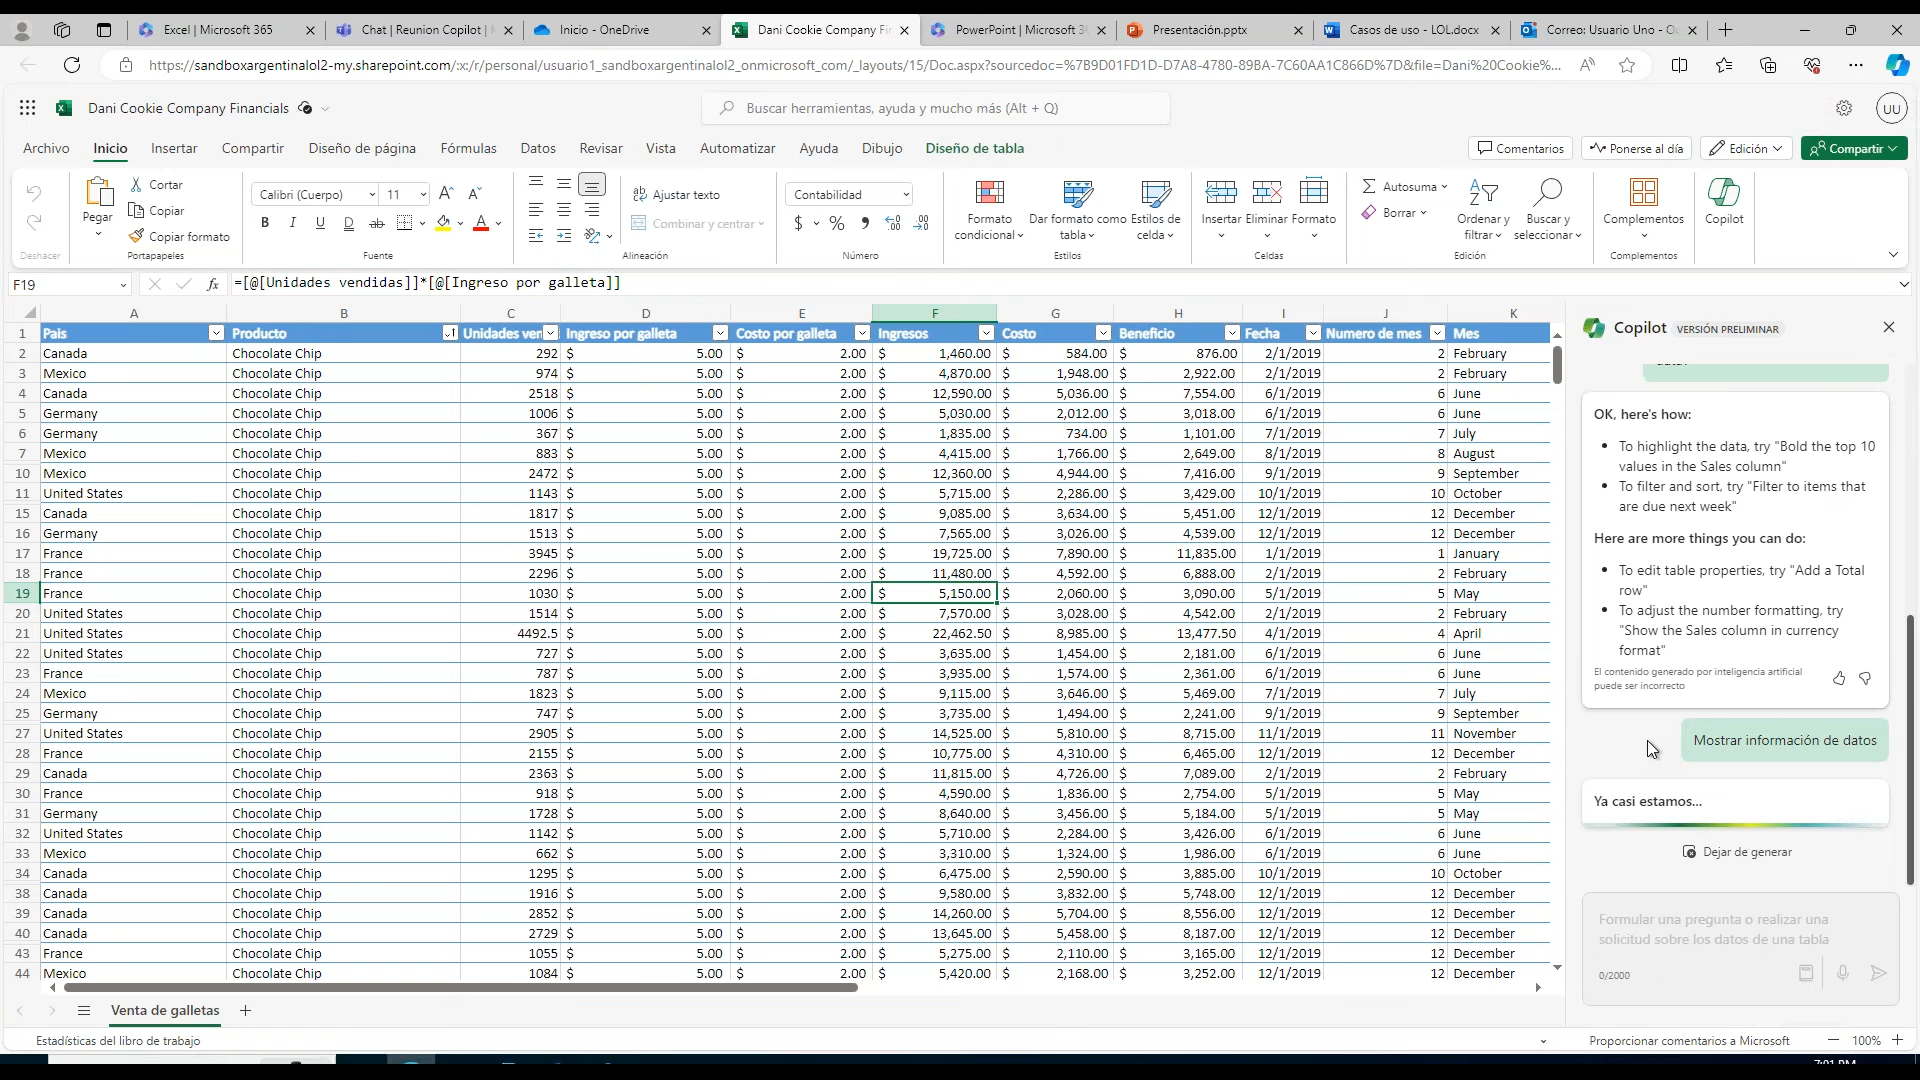 Excel | Microsoft 365
Chat | Reunion Copilot |
Inicio - OneDrive
Dani Cookie Company Fin
PowerPoint | Microsoft 36
Presentación.pptx
Casos de uso - LOL.docx
Correo: Usuario Uno - Ou
https://sandboxargentinalol2-my.sharepoint.com/:x:/r/personal/usuario1_sandboxargentinalol2_onmicrosoft_com/_layouts/15/Doc.aspx?sourcedoc=%7B9D01FD1D-D7A8-4780-89BA-7C60AA1C866D%7D&file=Dani%20Cookie%...
Dani Cookie Company Financials
Buscar herramientas, ayuda y mucho más (Alt + Q)
UU
Archivo Inicio Insertar Compartir Diseño de página Fórmulas Datos Revisar Vista Automatizar Ayuda Dibujo Diseño de tabla
Comentarios Ponerse al día Edición Compartir
Pegar Cortar Copiar Copiar formato
Calibri (Cuerpo) 11
Ajustar texto
Combinar y centrar
Contabilidad
Formato condicional
Dar formato como tabla
Estilos de celda
Insertar Eliminar Formato
Autosuma
Borrar
Ordenar y filtrar
Buscar y seleccionar
Complementos
Copilot
Deshacer Portapapeles Fuente Alineación Número Estilos Celdas Edición Complementos
F19 fx =[@[Unidades vendidas]]*[@[Ingreso por galleta]]
A B C D E F G H I J K
1 Pais Producto Unidades ven Ingreso por galleta Costo por galleta Ingresos Costo Beneficio Fecha Numero de mes Mes
2 Canada Chocolate Chip 292 $ 5.00 $ 2.00 $ 1,460.00 $ 584.00 $ 876.00 2/1/2019 2 February
3 Mexico Chocolate Chip 974 $ 5.00 $ 2.00 $ 4,870.00 $ 1,948.00 $ 2,922.00 2/1/2019 2 February
4 Canada Chocolate Chip 2518 $ 5.00 $ 2.00 $ 12,590.00 $ 5,036.00 $ 7,554.00 6/1/2019 6 June
5 Germany Chocolate Chip 1006 $ 5.00 $ 2.00 $ 5,030.00 $ 2,012.00 $ 3,018.00 6/1/2019 6 June
6 Germany Chocolate Chip 367 $ 5.00 $ 2.00 $ 1,835.00 $ 734.00 $ 1,101.00 7/1/2019 7 July
7 Mexico Chocolate Chip 883 $ 5.00 $ 2.00 $ 4,415.00 $ 1,766.00 $ 2,649.00 8/1/2019 8 August
10 Mexico Chocolate Chip 2472 $ 5.00 $ 2.00 $ 12,360.00 $ 4,944.00 $ 7,416.00 9/1/2019 9 September
11 United States Chocolate Chip 1143 $ 5.00 $ 2.00 $ 5,715.00 $ 2,286.00 $ 3,429.00 10/1/2019 10 October
15 Canada Chocolate Chip 1817 $ 5.00 $ 2.00 $ 9,085.00 $ 3,634.00 $ 5,451.00 12/1/2019 12 December
16 Germany Chocolate Chip 1513 $ 5.00 $ 2.00 $ 7,565.00 $ 3,026.00 $ 4,539.00 12/1/2019 12 December
17 France Chocolate Chip 3945 $ 5.00 $ 2.00 $ 19,725.00 $ 7,890.00 $ 11,835.00 1/1/2019 1 January
18 France Chocolate Chip 2296 $ 5.00 $ 2.00 $ 11,480.00 $ 4,592.00 $ 6,888.00 2/1/2019 2 February
19 France Chocolate Chip 1030 $ 5.00 $ 2.00 $ 5,150.00 $ 2,060.00 $ 3,090.00 5/1/2019 5 May
20 United States Chocolate Chip 1514 $ 5.00 $ 2.00 $ 7,570.00 $ 3,028.00 $ 4,542.00 2/1/2019 2 February
21 United States Chocolate Chip 4492.5 $ 5.00 $ 2.00 $ 22,462.50 $ 8,985.00 $ 13,477.50 4/1/2019 4 April
22 United States Chocolate Chip 727 $ 5.00 $ 2.00 $ 3,635.00 $ 1,454.00 $ 2,181.00 6/1/2019 6 June
23 France Chocolate Chip 787 $ 5.00 $ 2.00 $ 3,935.00 $ 1,574.00 $ 2,361.00 6/1/2019 6 June
24 Mexico Chocolate Chip 1823 $ 5.00 $ 2.00 $ 9,115.00 $ 3,646.00 $ 5,469.00 7/1/2019 7 July
25 Germany Chocolate Chip 747 $ 5.00 $ 2.00 $ 3,735.00 $ 1,494.00 $ 2,241.00 9/1/2019 9 September
27 United States Chocolate Chip 2905 $ 5.00 $ 2.00 $ 14,525.00 $ 5,810.00 $ 8,715.00 11/1/2019 11 November
28 France Chocolate Chip 2155 $ 5.00 $ 2.00 $ 10,775.00 $ 4,310.00 $ 6,465.00 12/1/2019 12 December
29 Canada Chocolate Chip 2363 $ 5.00 $ 2.00 $ 11,815.00 $ 4,726.00 $ 7,089.00 2/1/2019 2 February
30 France Chocolate Chip 918 $ 5.00 $ 2.00 $ 4,590.00 $ 1,836.00 $ 2,754.00 5/1/2019 5 May
31 Germany Chocolate Chip 1728 $ 5.00 $ 2.00 $ 8,640.00 $ 3,456.00 $ 5,184.00 5/1/2019 5 May
32 United States Chocolate Chip 1142 $ 5.00 $ 2.00 $ 5,710.00 $ 2,284.00 $ 3,426.00 6/1/2019 6 June
33 Mexico Chocolate Chip 662 $ 5.00 $ 2.00 $ 3,310.00 $ 1,324.00 $ 1,986.00 6/1/2019 6 June
34 Canada Chocolate Chip 1295 $ 5.00 $ 2.00 $ 6,475.00 $ 2,590.00 $ 3,885.00 10/1/2019 10 October
38 Canada Chocolate Chip 1916 $ 5.00 $ 2.00 $ 9,580.00 $ 3,832.00 $ 5,748.00 12/1/2019 12 December
39 Canada Chocolate Chip 2852 $ 5.00 $ 2.00 $ 14,260.00 $ 5,704.00 $ 8,556.00 12/1/2019 12 December
40 Canada Chocolate Chip 2729 $ 5.00 $ 2.00 $ 13,645.00 $ 5,458.00 $ 8,187.00 12/1/2019 12 December
43 France Chocolate Chip 1055 $ 5.00 $ 2.00 $ 5,275.00 $ 2,110.00 $ 3,165.00 12/1/2019 12 December
44 Mexico Chocolate Chip 1084 $ 5.00 $ 2.00 $ 5,420.00 $ 2,168.00 $ 3,252.00 12/1/2019 12 December
Copilot VERSIÓN PRELIMINAR
OK, here's how:
• To highlight the data, try "Bold the top 10
values in the Sales column"
• To filter and sort, try "Filter to items that
are due next week"
Here are more things you can do:
• To edit table properties, try "Add a Total
row"
• To adjust the number formatting, try
"Show the Sales column in currency
format"
El contenido generado por inteligencia artificial
puede ser incorrecto
Mostrar información de datos
Ya casi estamos...
Dejar de generar
Formular una pregunta o realizar una
solicitud sobre los datos de una tabla
0/2000
Venta de galletas
Estadísticas del libro de trabajo
Proporcionar comentarios a Microsoft
100%